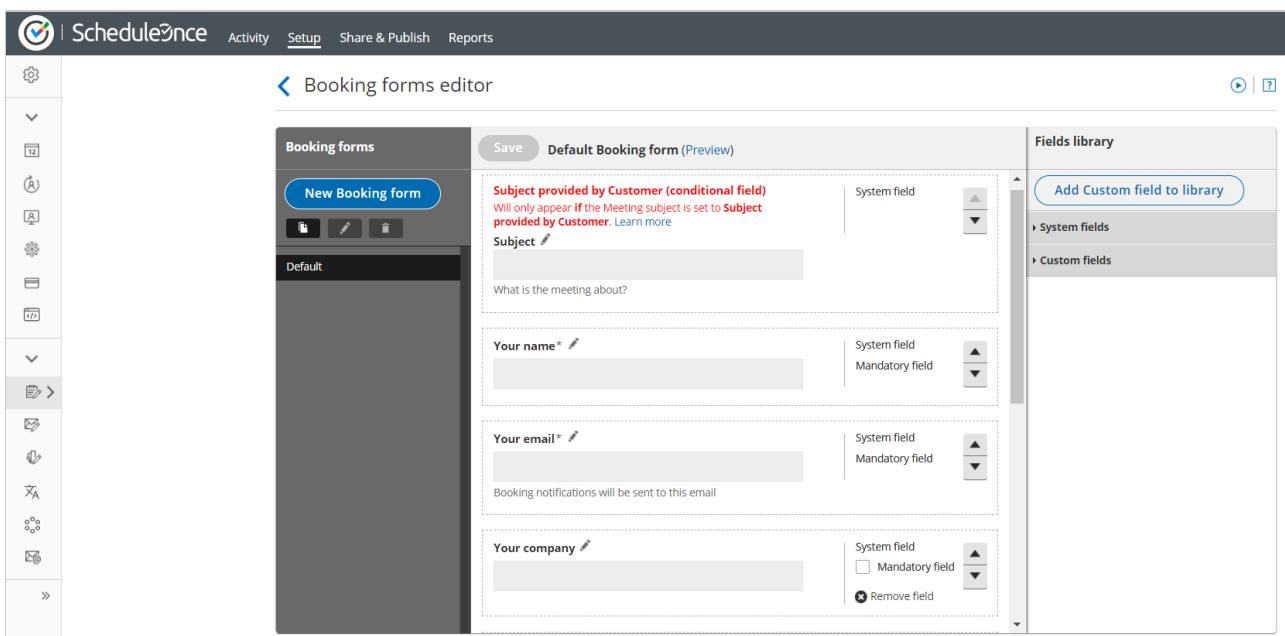 ScheduleOnce Activity Setup Share & Publish Reports
Booking forms editor
?
12
Booking forms
New Booking form
Default
Save Default Booking form (Preview)
Subject provided by Customer (conditional field)
Will only appear if the Meeting subject is set to Subject
provided by Customer. Learn more
System field
Subject
What is the meeting about?
Your name*
System field
Mandatory field
Your email*
System field
Mandatory field
Booking notifications will be sent to this email
Your company
System field
Mandatory field
Remove field
Fields library
Add Custom field to library
System fields
Custom fields